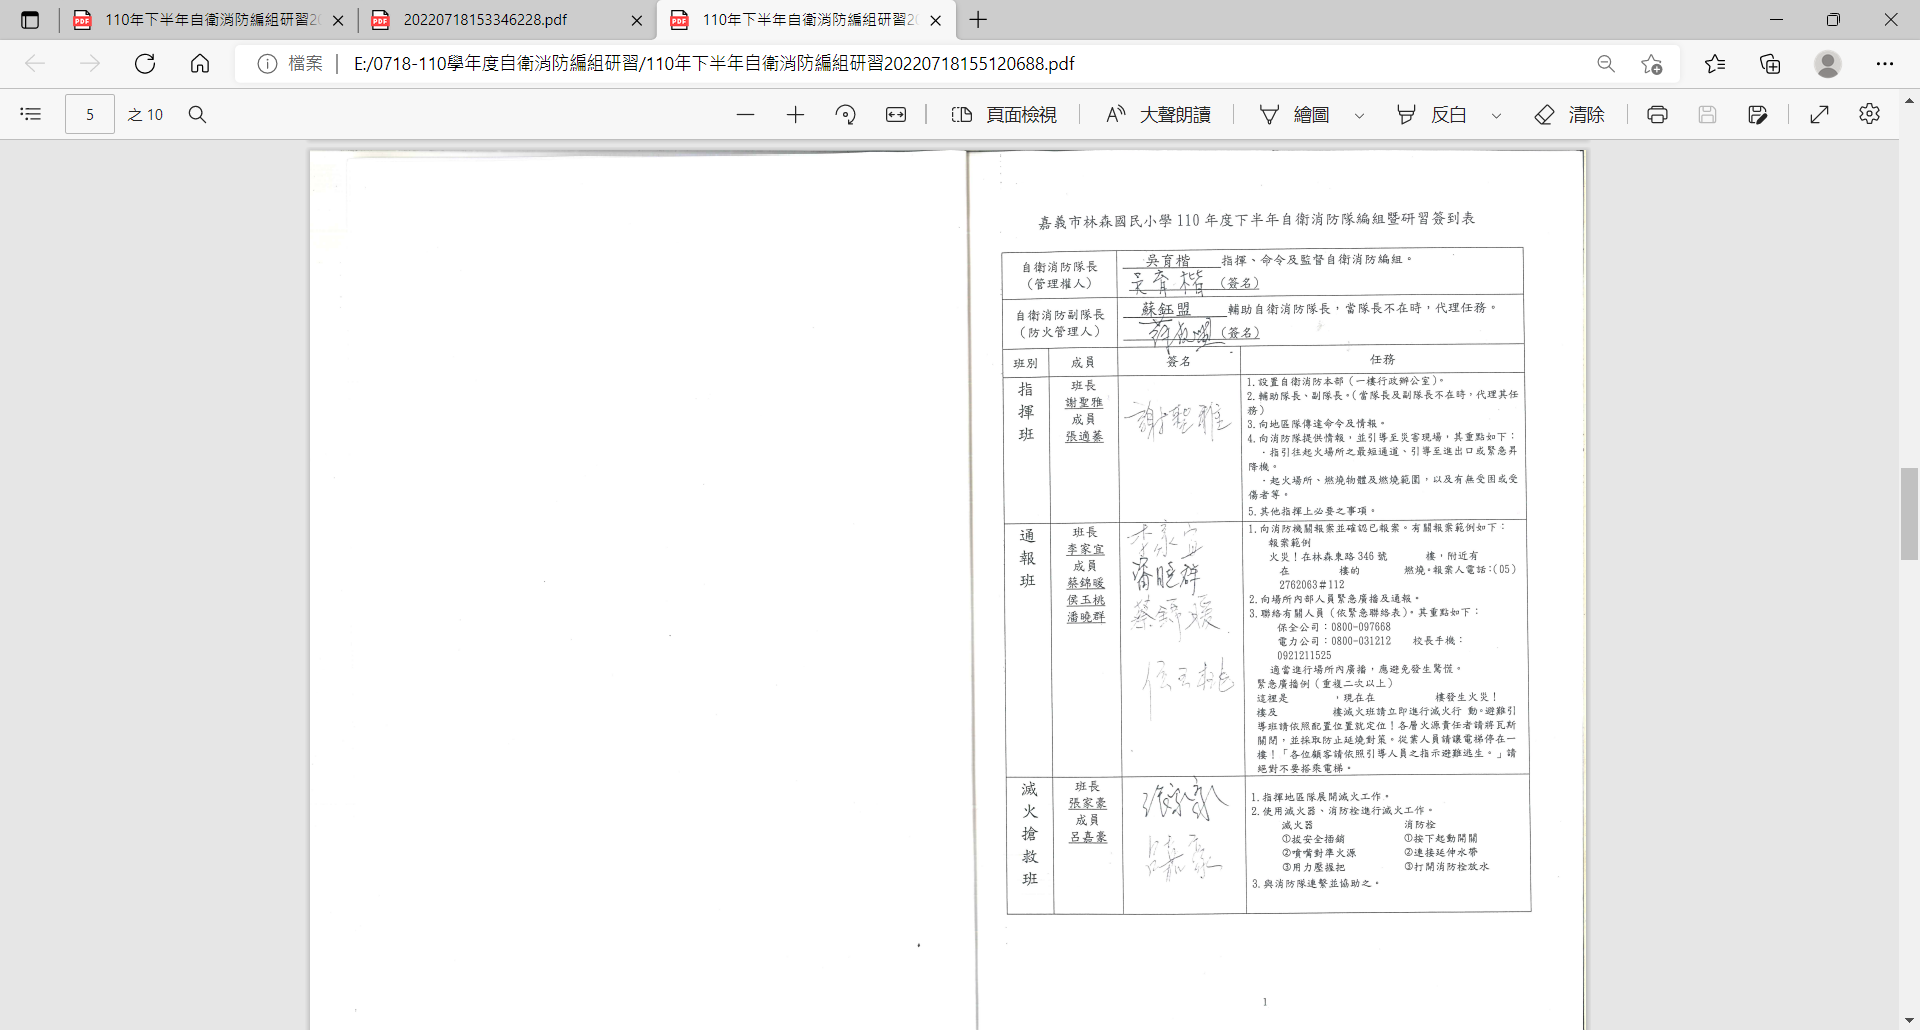 110年下半年自衛消防編組研習20
20220718153346228.pdf
110年下半年自衛消防編組研習20
檔案
E:/0718-110學年度自衛消防編組研習/110年下半年自衛消防編組研習20220718155120688.pdf
5 之 10
頁面檢視
大聲朗讀
繪圖
反白
清除
嘉義市林森國民小學 110 年度下半年自衛消防隊編組暨研習簽到表
自衛消防隊長
(管理權人)
吳育楷 指揮、命令及監督自衛消防編組。
吳育楷 (簽名)
自衛消防副隊長
(防火管理人)
蘇鈺盟 輔助自衛消防隊長，當隊長不在時，代理任務。
蘇鈺盟 (簽名)
班別 成員 簽名 任務
指揮班
班長
謝聖雅
成員
張適蓁
謝聖雅
1.設置自衛消防本部（一樓行政辦公室）。
2.輔助隊長、副隊長。(當隊長及副隊長不在時，代理其任
務)
3.向地區隊傳達命令及情報。
4.向消防隊提供情報，並引導至災害現場，其重點如下：
．指引往起火場所之最短通道、引導至進出口或緊急昇
降機。
．起火場所、燃燒物體及燃燒範圍，以及有無受困或受
傷者等。
5.其他指揮上必要之事項。
通報班
班長
李家宜
成員
蔡錦暖
侯玉桃
潘曉群
李家宜
潘曉群
蔡錦暖
侯玉桃
1.向消防機關報案並確認已報案。有關報案範例如下：
報案範例
火災！在林森東路 346 號 樓，附近有
在 樓的 燃燒。報案人電話：(05)
2762063#112
2.向場所內部人員緊急廣播及通報。
3.聯絡有關人員（依緊急聯絡表）。其重點如下：
保全公司：0800-097668
電力公司：0800-031212 校長手機：
0921211525
適當進行場所內廣播，應避免發生驚慌。
緊急廣播例（重複二次以上）
這裡是 ，現在在 樓發生火災！
樓及 樓滅火班請立即進行滅火行 動。避難引
導班請依照配置位置就定位！各層火源責任者請將瓦斯
關閉，並採取防止延燒對策。從業人員請讓電梯停在一
樓！「各位顧客請依照引導人員之指示避難逃生。」請
絕對不要搭乘電梯。
滅火搶救班
班長
張家豪
成員
呂嘉豪
張家豪
呂嘉豪
1.指揮地區隊展開滅火工作。
2.使用滅火器、消防栓進行滅火工作。
滅火器 消防栓
①拔安全插銷 ①按下起動開關
②噴嘴對準火源 ②連接延伸水帶
③用力壓握把 ③打開消防栓放水
3.與消防隊連繫並協助之。
1